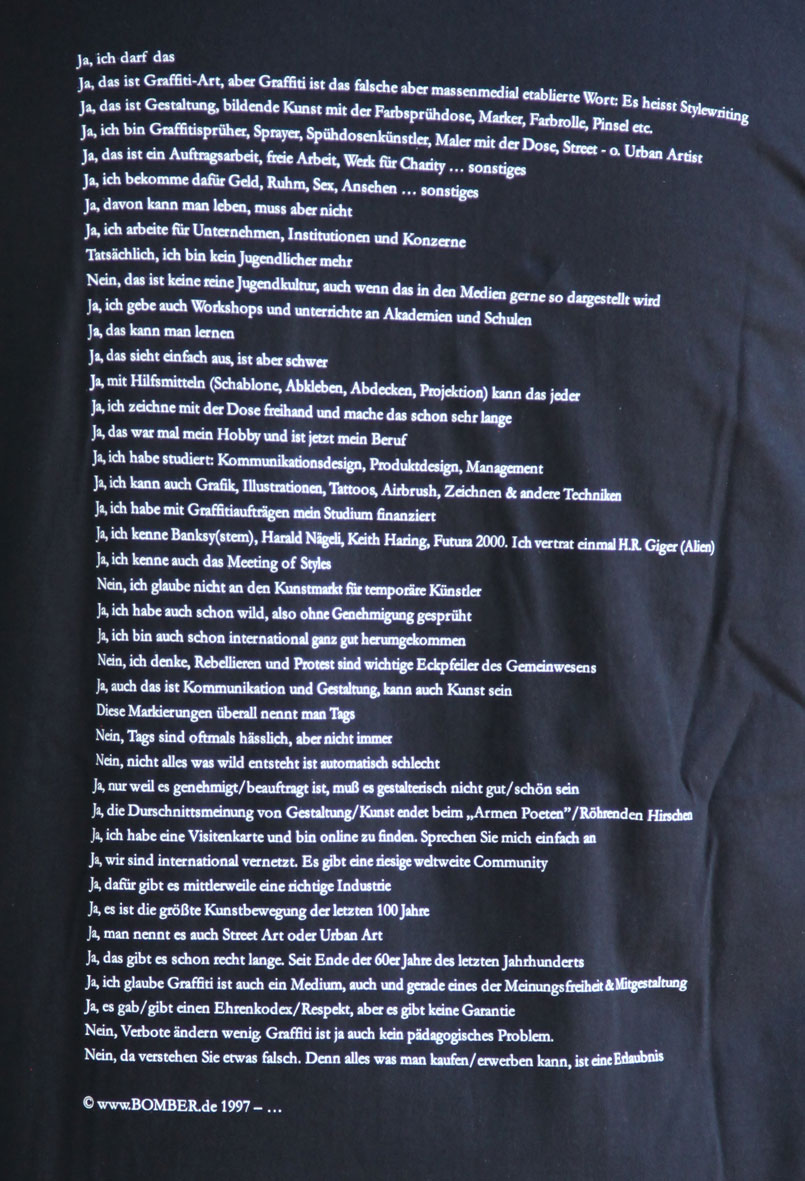 Ja, ich darf das
Ja, das ist Graffiti-Art, aber Graffiti ist das falsche aber massenmedial etablierte Wort: Es heisst Stylewriting
Ja, das ist Gestaltung, bildende Kunst mit der Farbsprühdose, Marker, Farbrolle, Pinsel etc.
Ja, ich bin Graffitisprüher, Sprayer, Spühdosenkünstler, Maler mit der Dose, Street - o. Urban Artist
Ja, das ist ein Auftragsarbeit, freie Arbeit, Werk für Charity … sonstiges
Ja, ich bekomme dafür Geld, Ruhm, Sex, Ansehen … sonstiges
Ja, davon kann man leben, muss aber nicht
Ja, ich arbeite für Unternehmen, Institutionen und Konzerne
Tatsächlich, ich bin kein Jugendlicher mehr
Nein, das ist keine reine Jugendkultur, auch wenn das in den Medien gerne so dargestellt wird
Ja, ich gebe auch Workshops und unterrichte an Akademien und Schulen
Ja, das kann man lernen
Ja, das sieht einfach aus, ist aber schwer
Ja, mit Hilfsmitteln (Schablone, Abkleben, Abdecken, Projektion) kann das jeder
Ja, ich zeichne mit der Dose freihand und mache das schon sehr lange
Ja, das war mal mein Hobby und ist jetzt mein Beruf
Ja, ich habe studiert: Kommunikationsdesign, Produktdesign, Management
Ja, ich kann auch Grafik, Illustrationen, Tattoos, Airbrush, Zeichnen & andere Techniken
Ja, ich habe mit Graffitiaufträgen mein Studium finanziert
Ja, ich kenne Banksy(stem), Harald Nägeli, Keith Haring, Futura 2000. Ich vertrat einmal H.R. Giger (Alien)
Ja, ich kenne auch das Meeting of Styles
Nein, ich glaube nicht an den Kunstmarkt für temporäre Künstler
Ja, ich habe auch schon wild, also ohne Genehmigung gesprüht
Ja, ich bin auch schon international ganz gut herumgekommen
Nein, ich denke, Rebellieren und Protest sind wichtige Eckpfeiler des Gemeinwesens
Ja, auch das ist Kommunikation und Gestaltung, kann auch Kunst sein
Diese Markierungen überall nennt man Tags
Nein, Tags sind oftmals hässlich, aber nicht immer
Nein, nicht alles was wild entsteht ist automatisch schlecht
Ja, nur weil es genehmigt/beauftragt ist, muß es gestalterisch nicht gut/schön sein
Ja, die Durschnittsmeinung von Gestaltung/Kunst endet beim „Armen Poeten”/Röhrenden Hirschen
Ja, ich habe eine Visitenkarte und bin online zu finden. Sprechen Sie mich einfach an
Ja, wir sind international vernetzt. Es gibt eine riesige weltweite Community
Ja, dafür gibt es mittlerweile eine richtige Industrie
Ja, es ist die größte Kunstbewegung der letzten 100 Jahre
Ja, man nennt es auch Street Art oder Urban Art
Ja, das gibt es schon recht lange. Seit Ende der 60er Jahre des letzten Jahrhunderts
Ja, ich glaube Graffiti ist auch ein Medium, auch und gerade eines der Meinungsfreiheit & Mitgestaltung
Ja, es gab/gibt einen Ehrenkodex/Respekt, aber es gibt keine Garantie
Nein, Verbote ändern wenig. Graffiti ist ja auch kein pädagogisches Problem.
Nein, da verstehen Sie etwas falsch. Denn alles was man kaufen/erwerben kann, ist eine Erlaubnis
© www.BOMBER.de 1997 – …